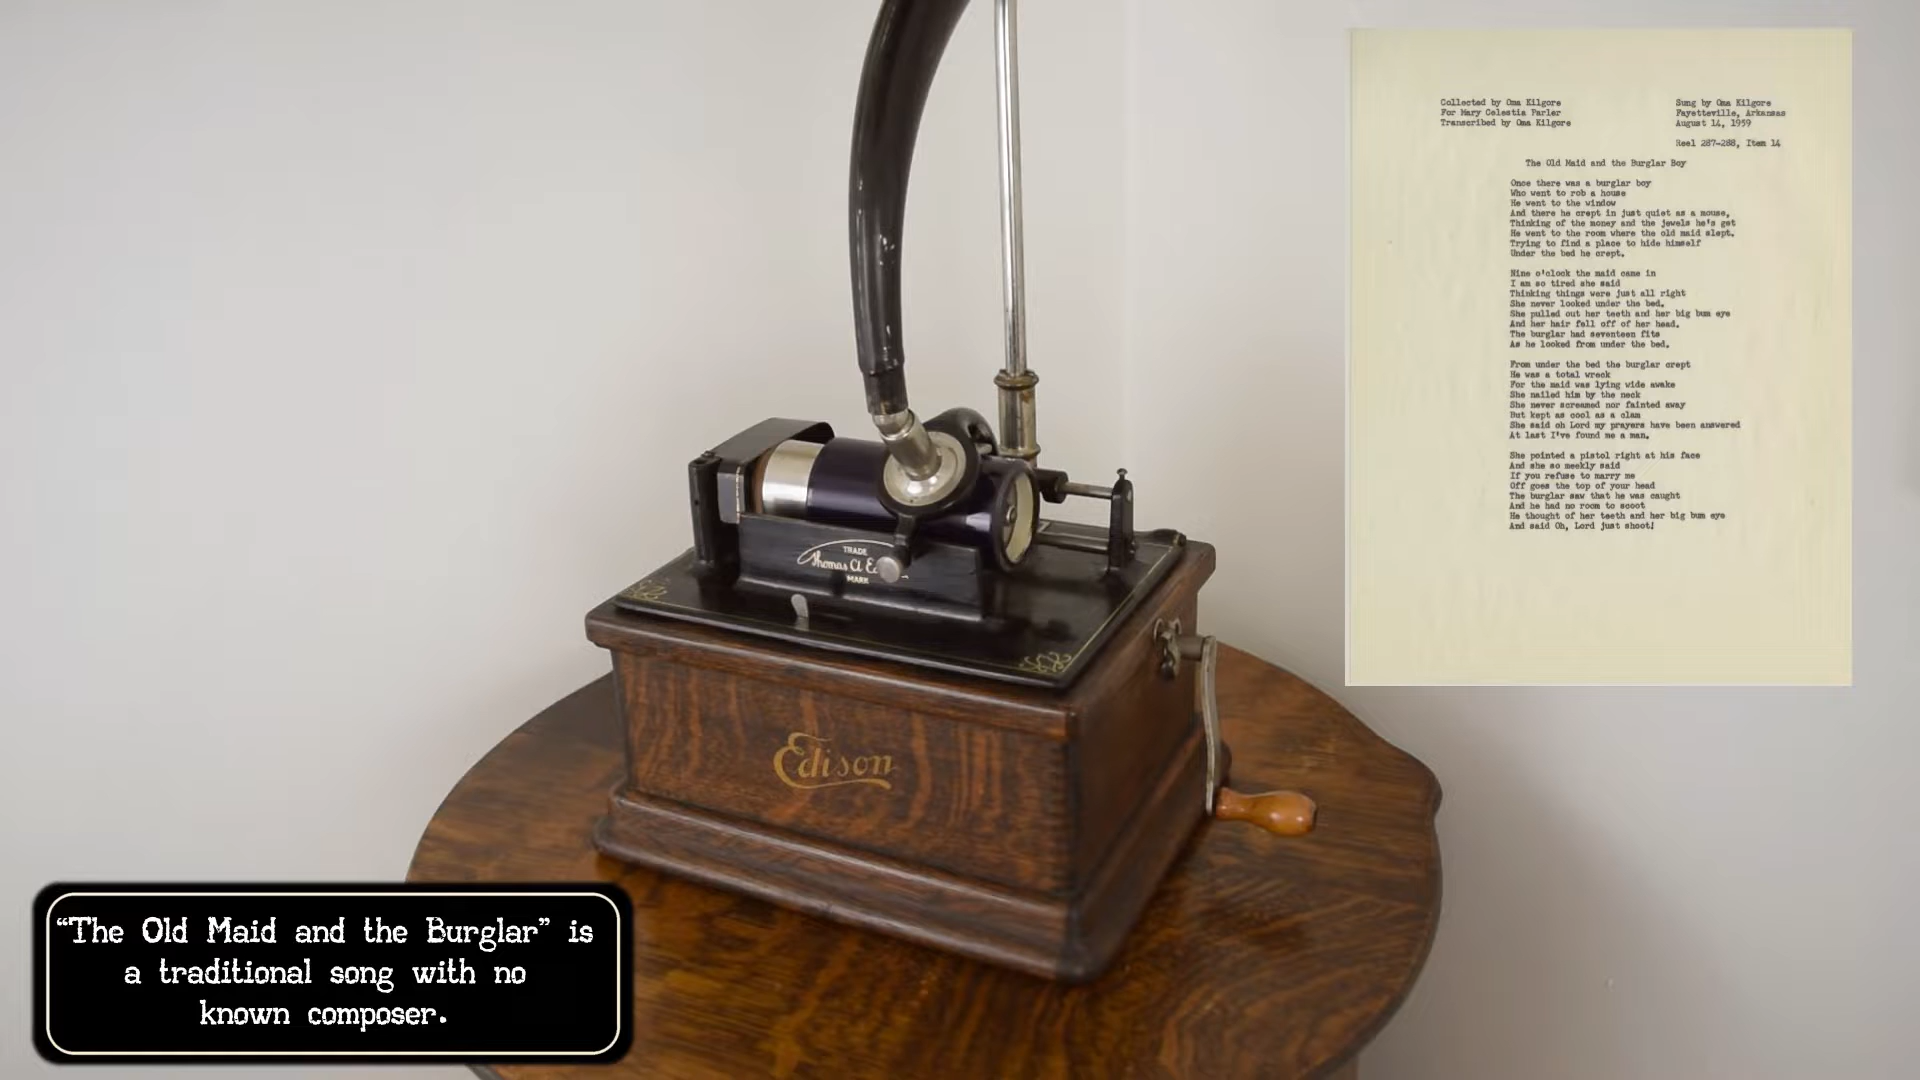 Collected by Oma Kilgore
For Mary Celestia Parler
Transcribed by Oma Kilgore
Sung by Oma Kilgore
Fayetteville, Arkansas
August 14, 1959
Reel 287-288, Item 14
The Old Maid and the Burglar Boy
Once there was a burglar boy
Who went to rob a house
He went to the window
And there he crept in just quiet as a mouse,
Thinking of the money and the jewels he's get
He went to the room where the old maid slept.
Trying to find a place to hide himself
Under the bed he crept.
Nine o'clock the maid came in
I am so tired she said
Thinking things were just all right
She never looked under the bed.
She pulled out her teeth and her big bum eye
And her hair fell off of her head.
The burglar had seventeen fits
As he looked from under the bed.
From under the bed the burglar crept
He was a total wreck
For the maid was lying wide awake
She nailed him by the neck
She never screamed nor fainted away
But kept as cool as a clam
She said oh Lord my prayers have been answered
At last I've found me a man.
She pointed a pistol right at his face
And she so meekly said
If you refuse to marry me
Off goes the top of your head
The burglar saw that he was caught
And he had no room to scoot
He thought of her teeth and her big bum eye
And said Oh, Lord just shoot!
TRADE
Thomas A
MARK
Edison
“The Old Maid and the Burglar” is
a traditional song with no
known composer.